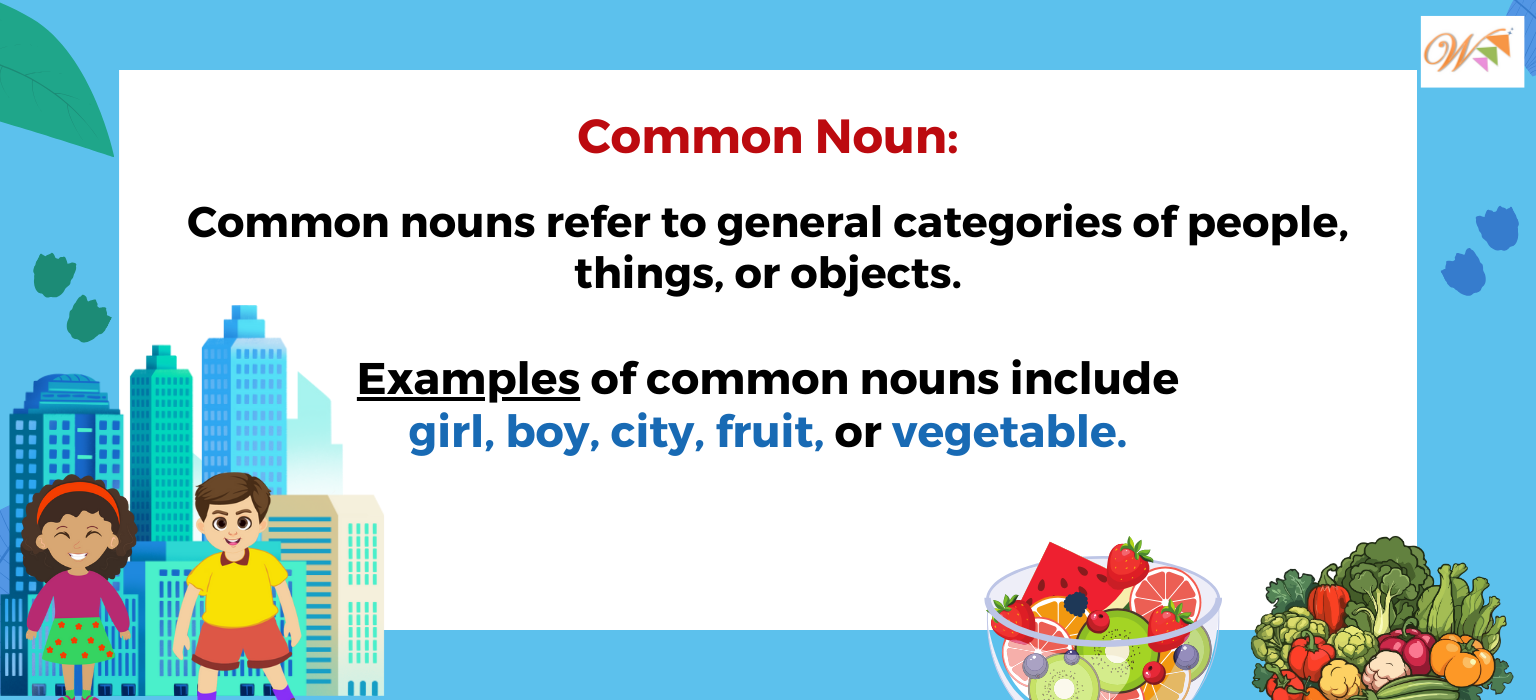 W
Common Noun:
Common nouns refer to general categories of people,
things, or objects.
Examples of common nouns include
girl, boy, city, fruit, or vegetable.